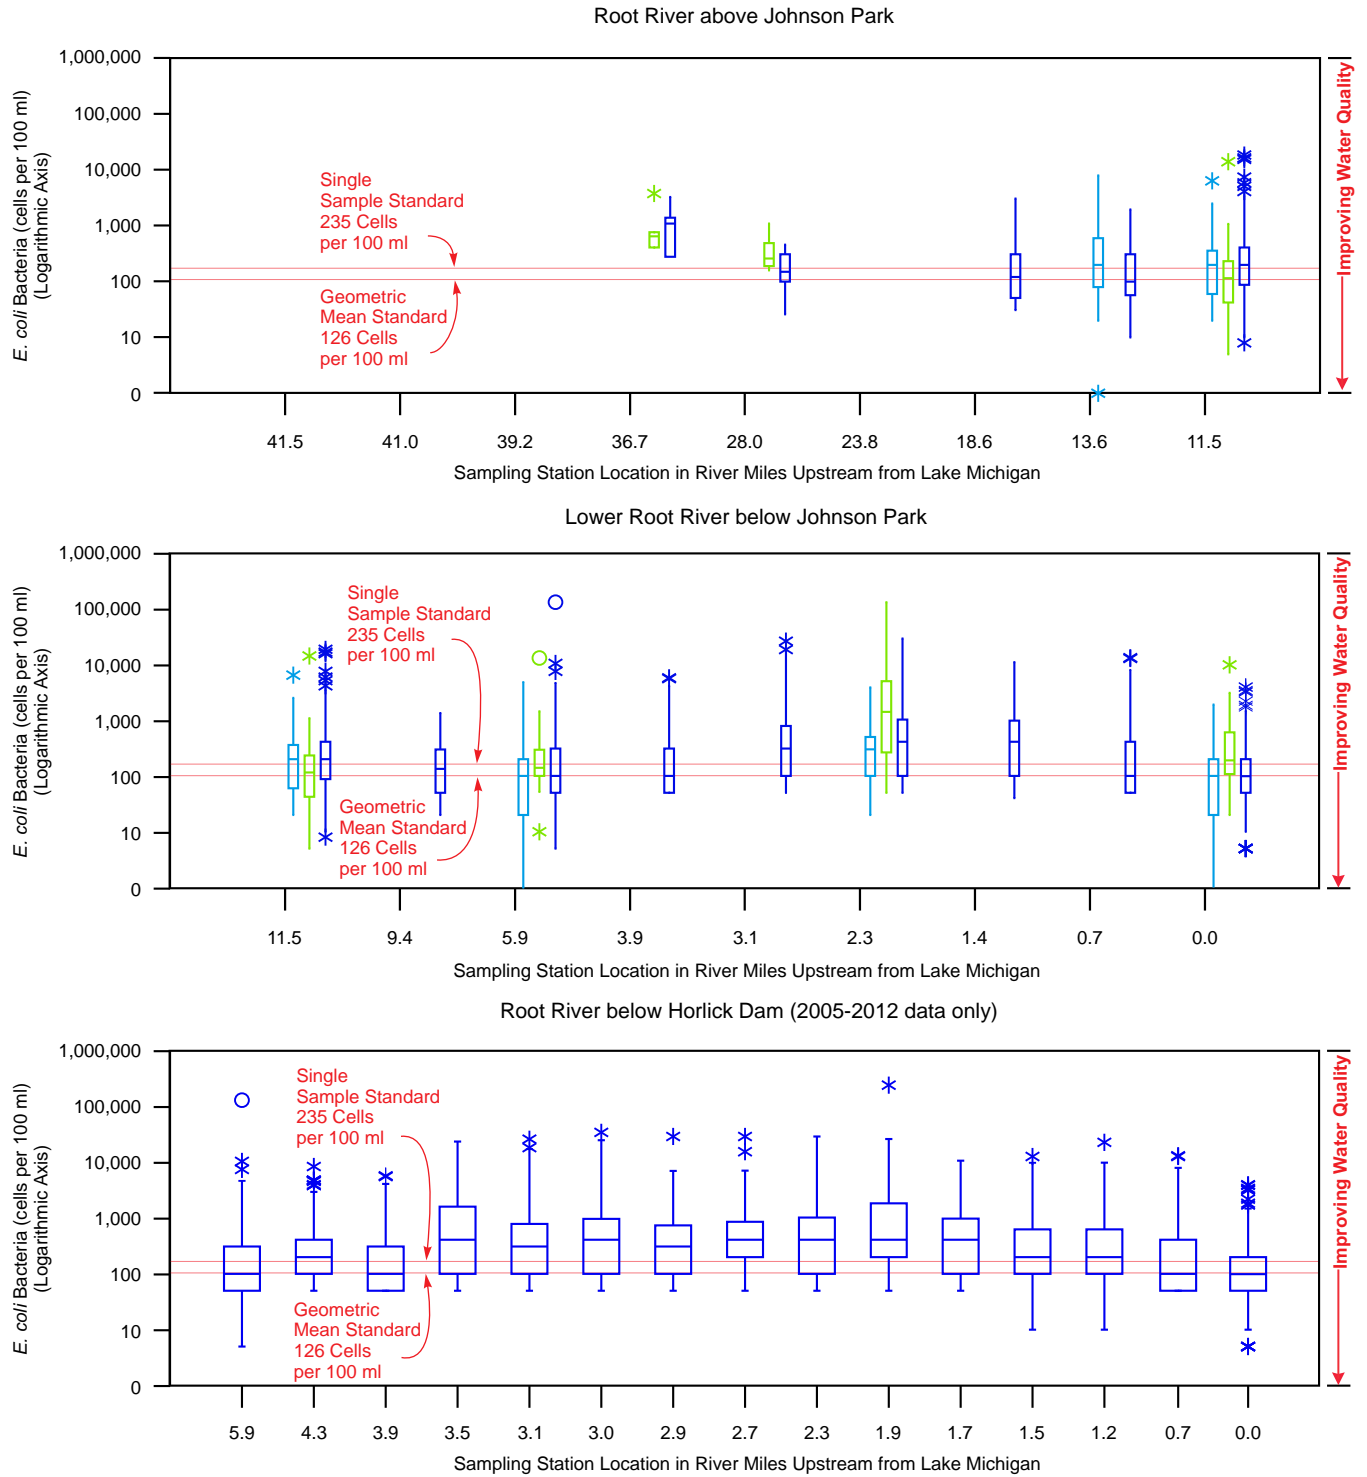 Root River above Johnson Park
1,000,000
100,000
10,000
1,000
100
10
0
E. coli Bacteria (cells per 100 ml)
(Logarithmic Axis)
Single
Sample Standard
235 Cells
per 100 ml
Geometric
Mean Standard
126 Cells
per 100 ml
Improving Water Quality
41.5 41.0 39.2 36.7 28.0 23.8 18.6 13.6 11.5
Sampling Station Location in River Miles Upstream from Lake Michigan
Lower Root River below Johnson Park
1,000,000
100,000
10,000
1,000
100
10
0
E. coli Bacteria (cells per 100 ml)
(Logarithmic Axis)
Single
Sample Standard
235 Cells
per 100 ml
Geometric
Mean Standard
126 Cells
per 100 ml
Improving Water Quality
11.5 9.4 5.9 3.9 3.1 2.3 1.4 0.7 0.0
Sampling Station Location in River Miles Upstream from Lake Michigan
Root River below Horlick Dam (2005-2012 data only)
1,000,000
100,000
10,000
1,000
100
10
0
E. coli Bacteria (cells per 100 ml)
(Logarithmic Axis)
Single
Sample Standard
235 Cells
per 100 ml
Geometric
Mean Standard
126 Cells
per 100 ml
Improving Water Quality
5.9 4.3 3.9 3.5 3.1 3.0 2.9 2.7 2.3 1.9 1.7 1.5 1.2 0.7 0.0
Sampling Station Location in River Miles Upstream from Lake Michigan